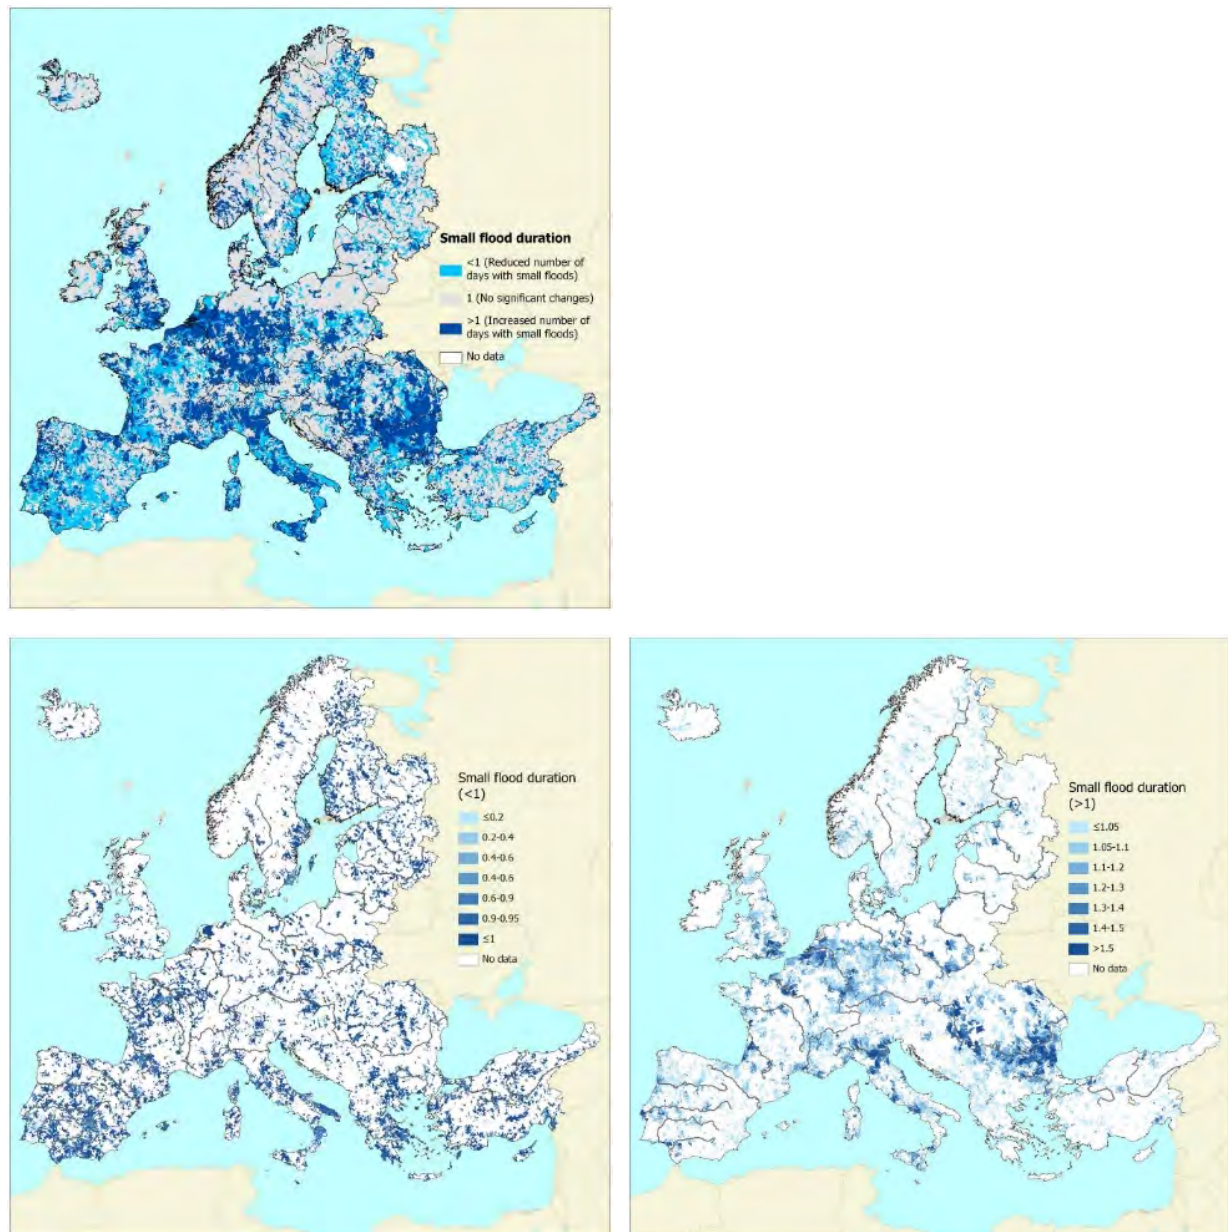 Small flood duration
<1 (Reduced number of
days with small floods)
1 (No significant changes)
>1 (Increased number of
days with small floods)
No data
Small flood duration
(<1)
≤0.2
0.2-0.4
0.4-0.6
0.4-0.6
0.6-0.9
0.9-0.95
≤1
No data
Small flood duration
(>1)
≤1.05
1.05-1.1
1.1-1.2
1.2-1.3
1.3-1.4
1.4-1.5
>1.5
No data